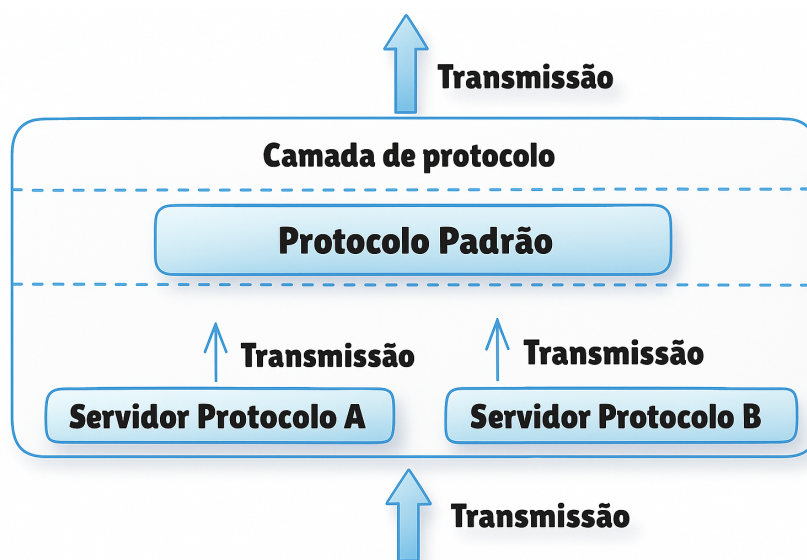 Transmissão
Camada de protocolo
Protocolo Padrão
Transmissão
Transmissão
Servidor Protocolo A
Servidor Protocolo B
Transmissão